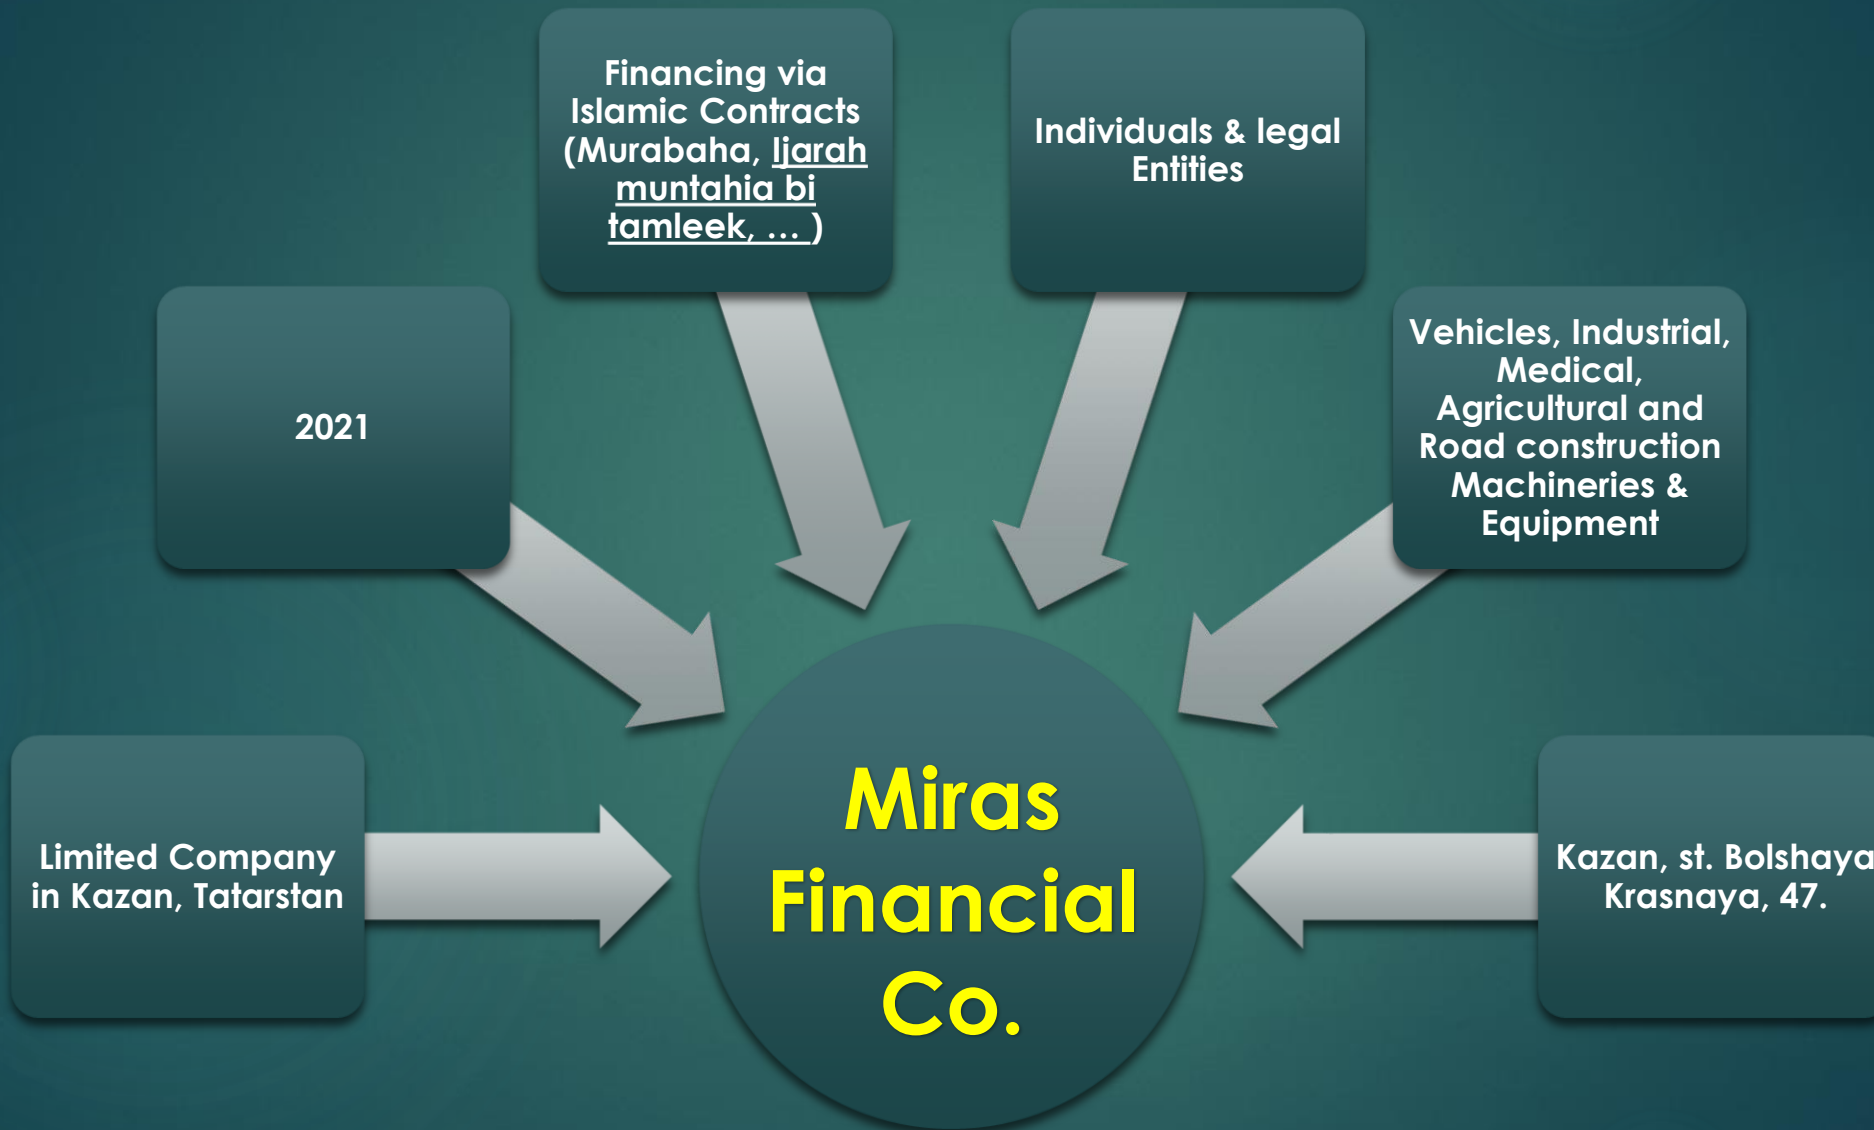 Financing via
Islamic Contracts
(Murabaha, Ijarah
muntahia bi
tamleek, … )
Individuals & legal
Entities
2021
Vehicles, Industrial,
Medical,
Agricultural and
Road construction
Machineries &
Equipment
Limited Company
in Kazan, Tatarstan
Miras
Financial
Co.
Kazan, st. Bolshaya
Krasnaya, 47.